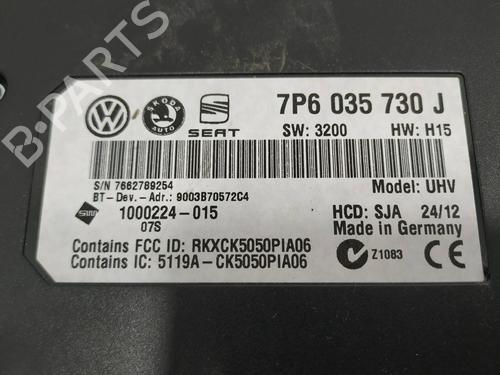 B-PARTS
VW
SKODA
AUTO
SEAT
7P6 035 730 J
SW: 3200 HW: H15
S/N 7662789254
BT-Dev.-Adr.: 9003B70572C4
Model: UHV
1000224-015
07S
HCD: SJA 24/12
Made in Germany
Contains FCC ID: RKXCK5050PIA06
Contains IC: 5119A-CK5050PIA06
Z1083